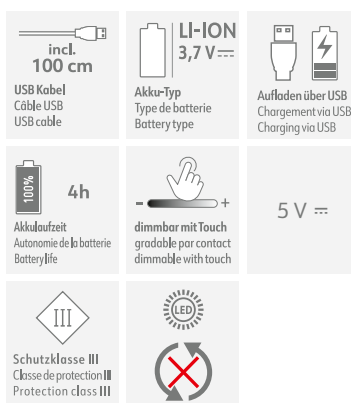 incl.
100 cm
USB Kabel
Câble USB
USB cable
LI-ION
3,7 V ⎓
Akku-Typ
Type de batterie
Battery type
Aufladen über USB
Chargement via USB
Charging via USB
100%
4h
Akkulaufzeit
Autonomie de la batterie
Battery life
- +
dimmbar mit Touch
gradable par contact
dimmable with touch
5 V ⎓
III
Schutzklasse III
Classe de protection III
Protection class III
LED